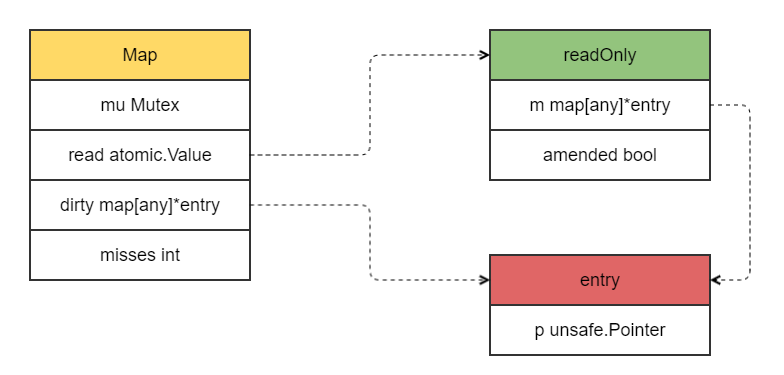 Map
mu Mutex
read atomic.Value
dirty map[any]*entry
misses int
readOnly
m map[any]*entry
amended bool
entry
p unsafe.Pointer